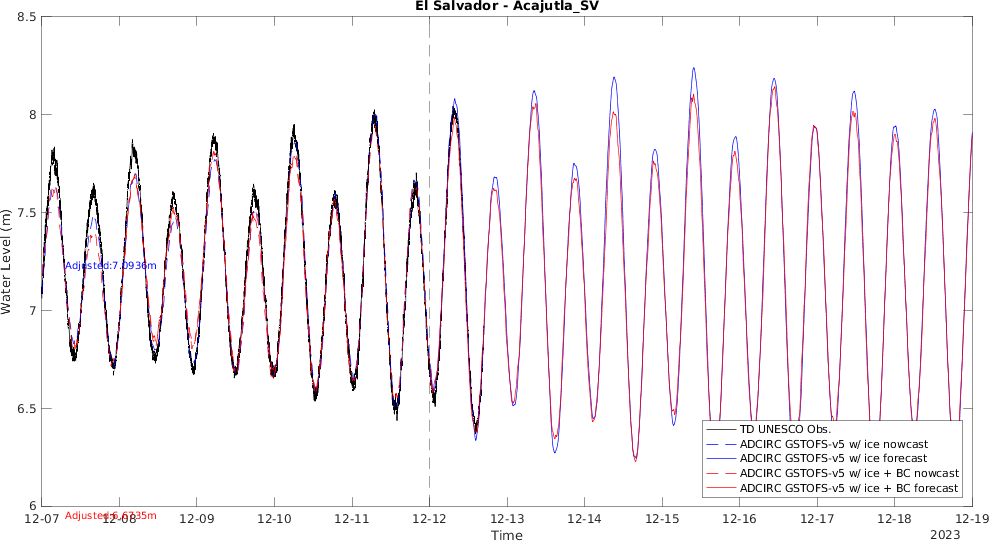 El Salvador - Acajutla_SV
8.5
8
7.5
7
6.5
6
Water Level (m)
Adjusted:7.0936m
Adjusted:6.6735m
TD UNESCO Obs.
ADCIRC GSTOFS-v5 w/ ice nowcast
ADCIRC GSTOFS-v5 w/ ice forecast
ADCIRC GSTOFS-v5 w/ ice + BC nowcast
ADCIRC GSTOFS-v5 w/ ice + BC forecast
12-07 12-08 12-09 12-10 12-11 12-12 12-13 12-14 12-15 12-16 12-17 12-18 12-19
Time
2023